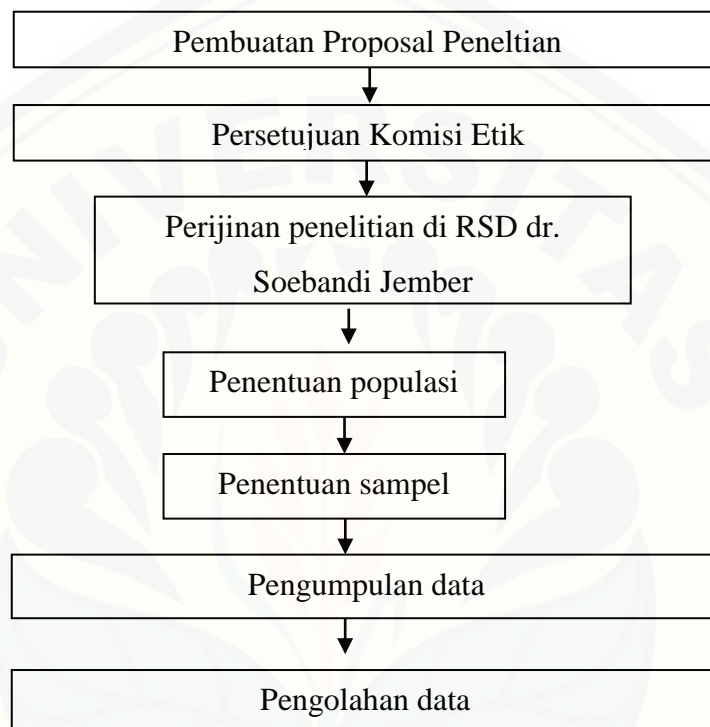 Pembuatan Proposal Peneltian
Persetujuan Komisi Etik
Perijinan penelitian di RSD dr.
Soebandi Jember
Penentuan populasi
Penentuan sampel
Pengumpulan data
Pengolahan data
UNIVERSITAS